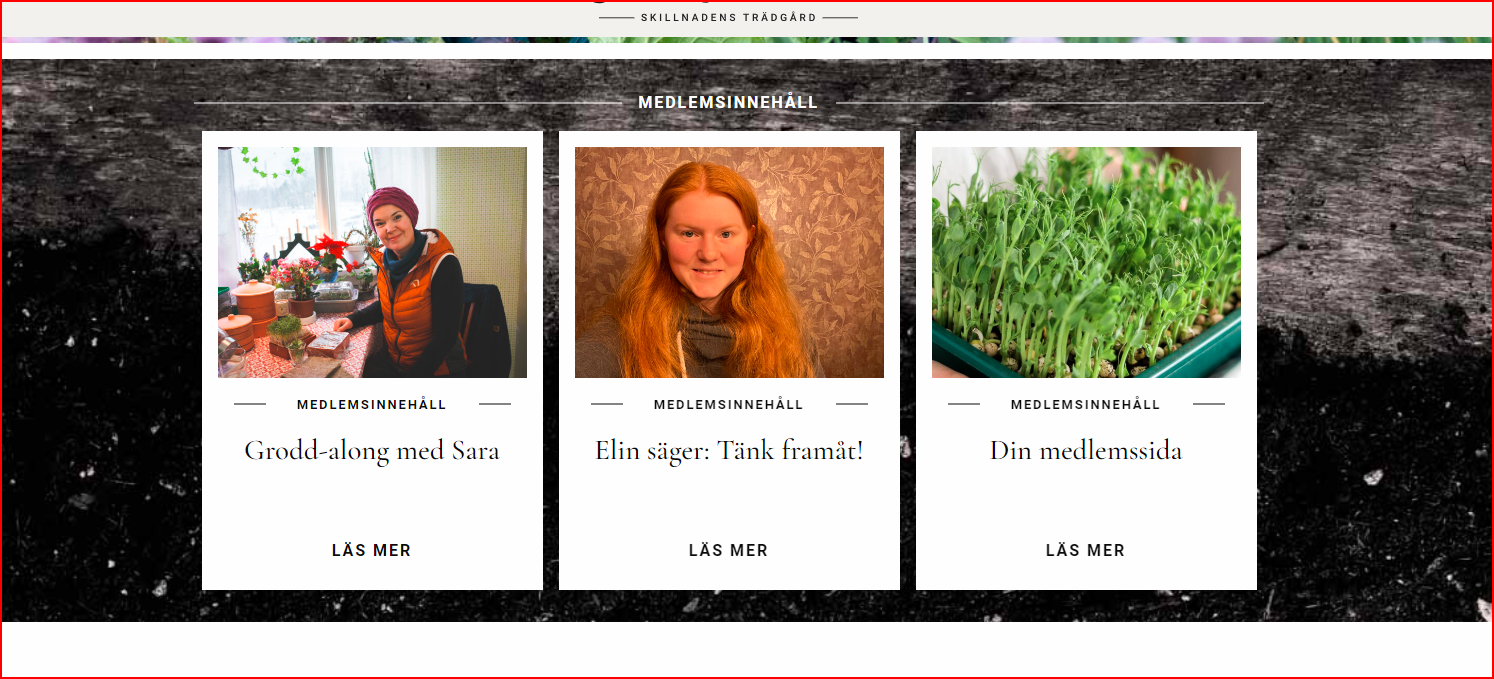 SKILLNADENS TRÄDGÅRD
MEDLEMSINNEHÅLL
MEDLEMSINNEHÅLL
Grodd-along med Sara
LÄS MER
MEDLEMSINNEHÅLL
Elin säger: Tänk framåt!
LÄS MER
MEDLEMSINNEHÅLL
Din medlemssida
LÄS MER